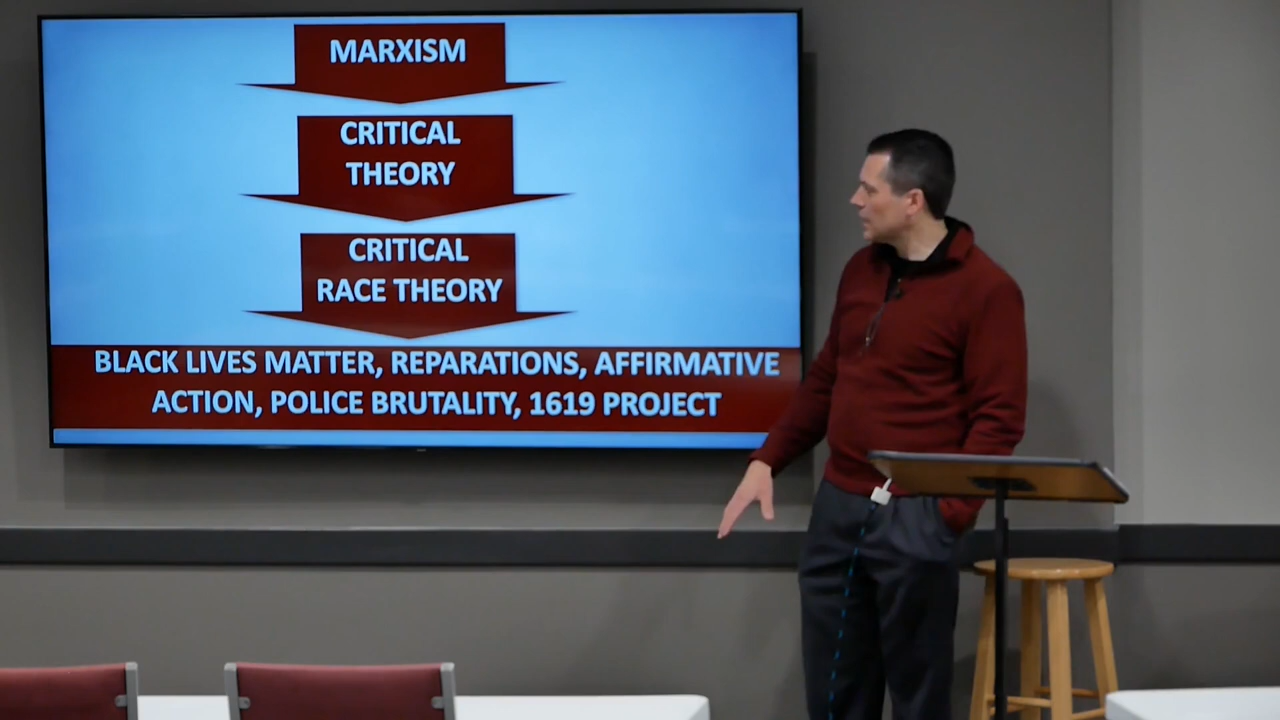 MARXISM
CRITICAL
THEORY
CRITICAL
RACE THEORY
BLACK LIVES MATTER, REPARATIONS, AFFIRMATIVE
ACTION, POLICE BRUTALITY, 1619 PROJECT